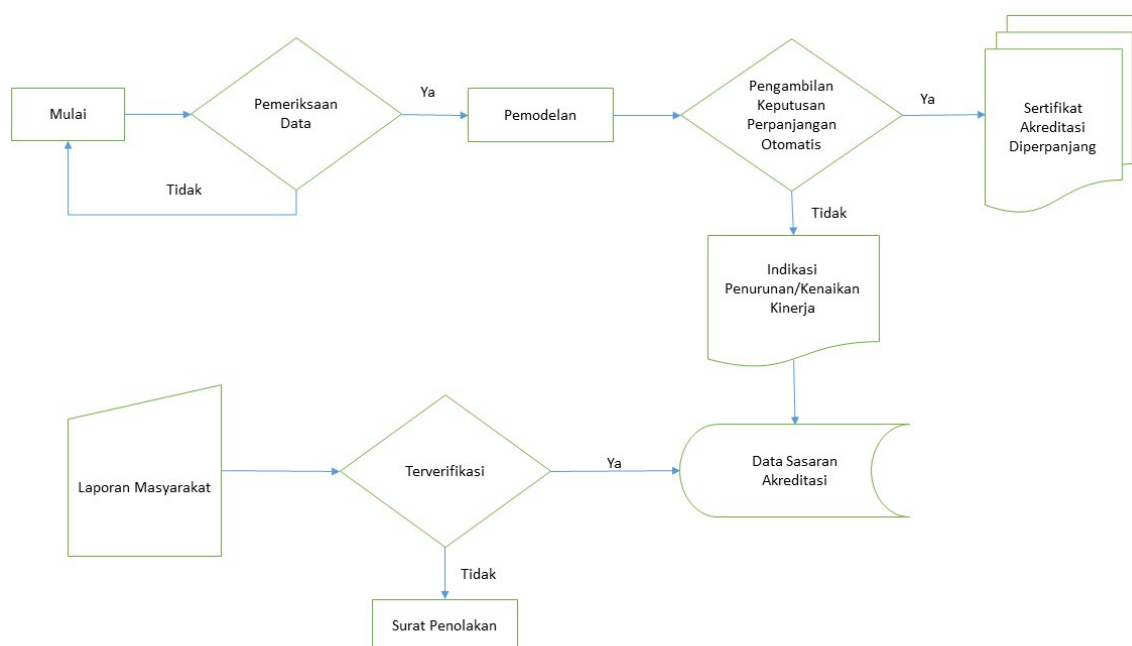 Mulai
Pemeriksaan
Data
Ya
Tidak
Pemodelan
Pengambilan
Keputusan
Perpanjangan
Otomatis
Ya
Sertifikat
Akreditasi
Diperpanjang
Tidak
Indikasi
Penurunan/Kenaikan
Kinerja
Laporan Masyarakat
Terverifikasi
Ya
Data Sasaran
Akreditasi
Tidak
Surat Penolakan